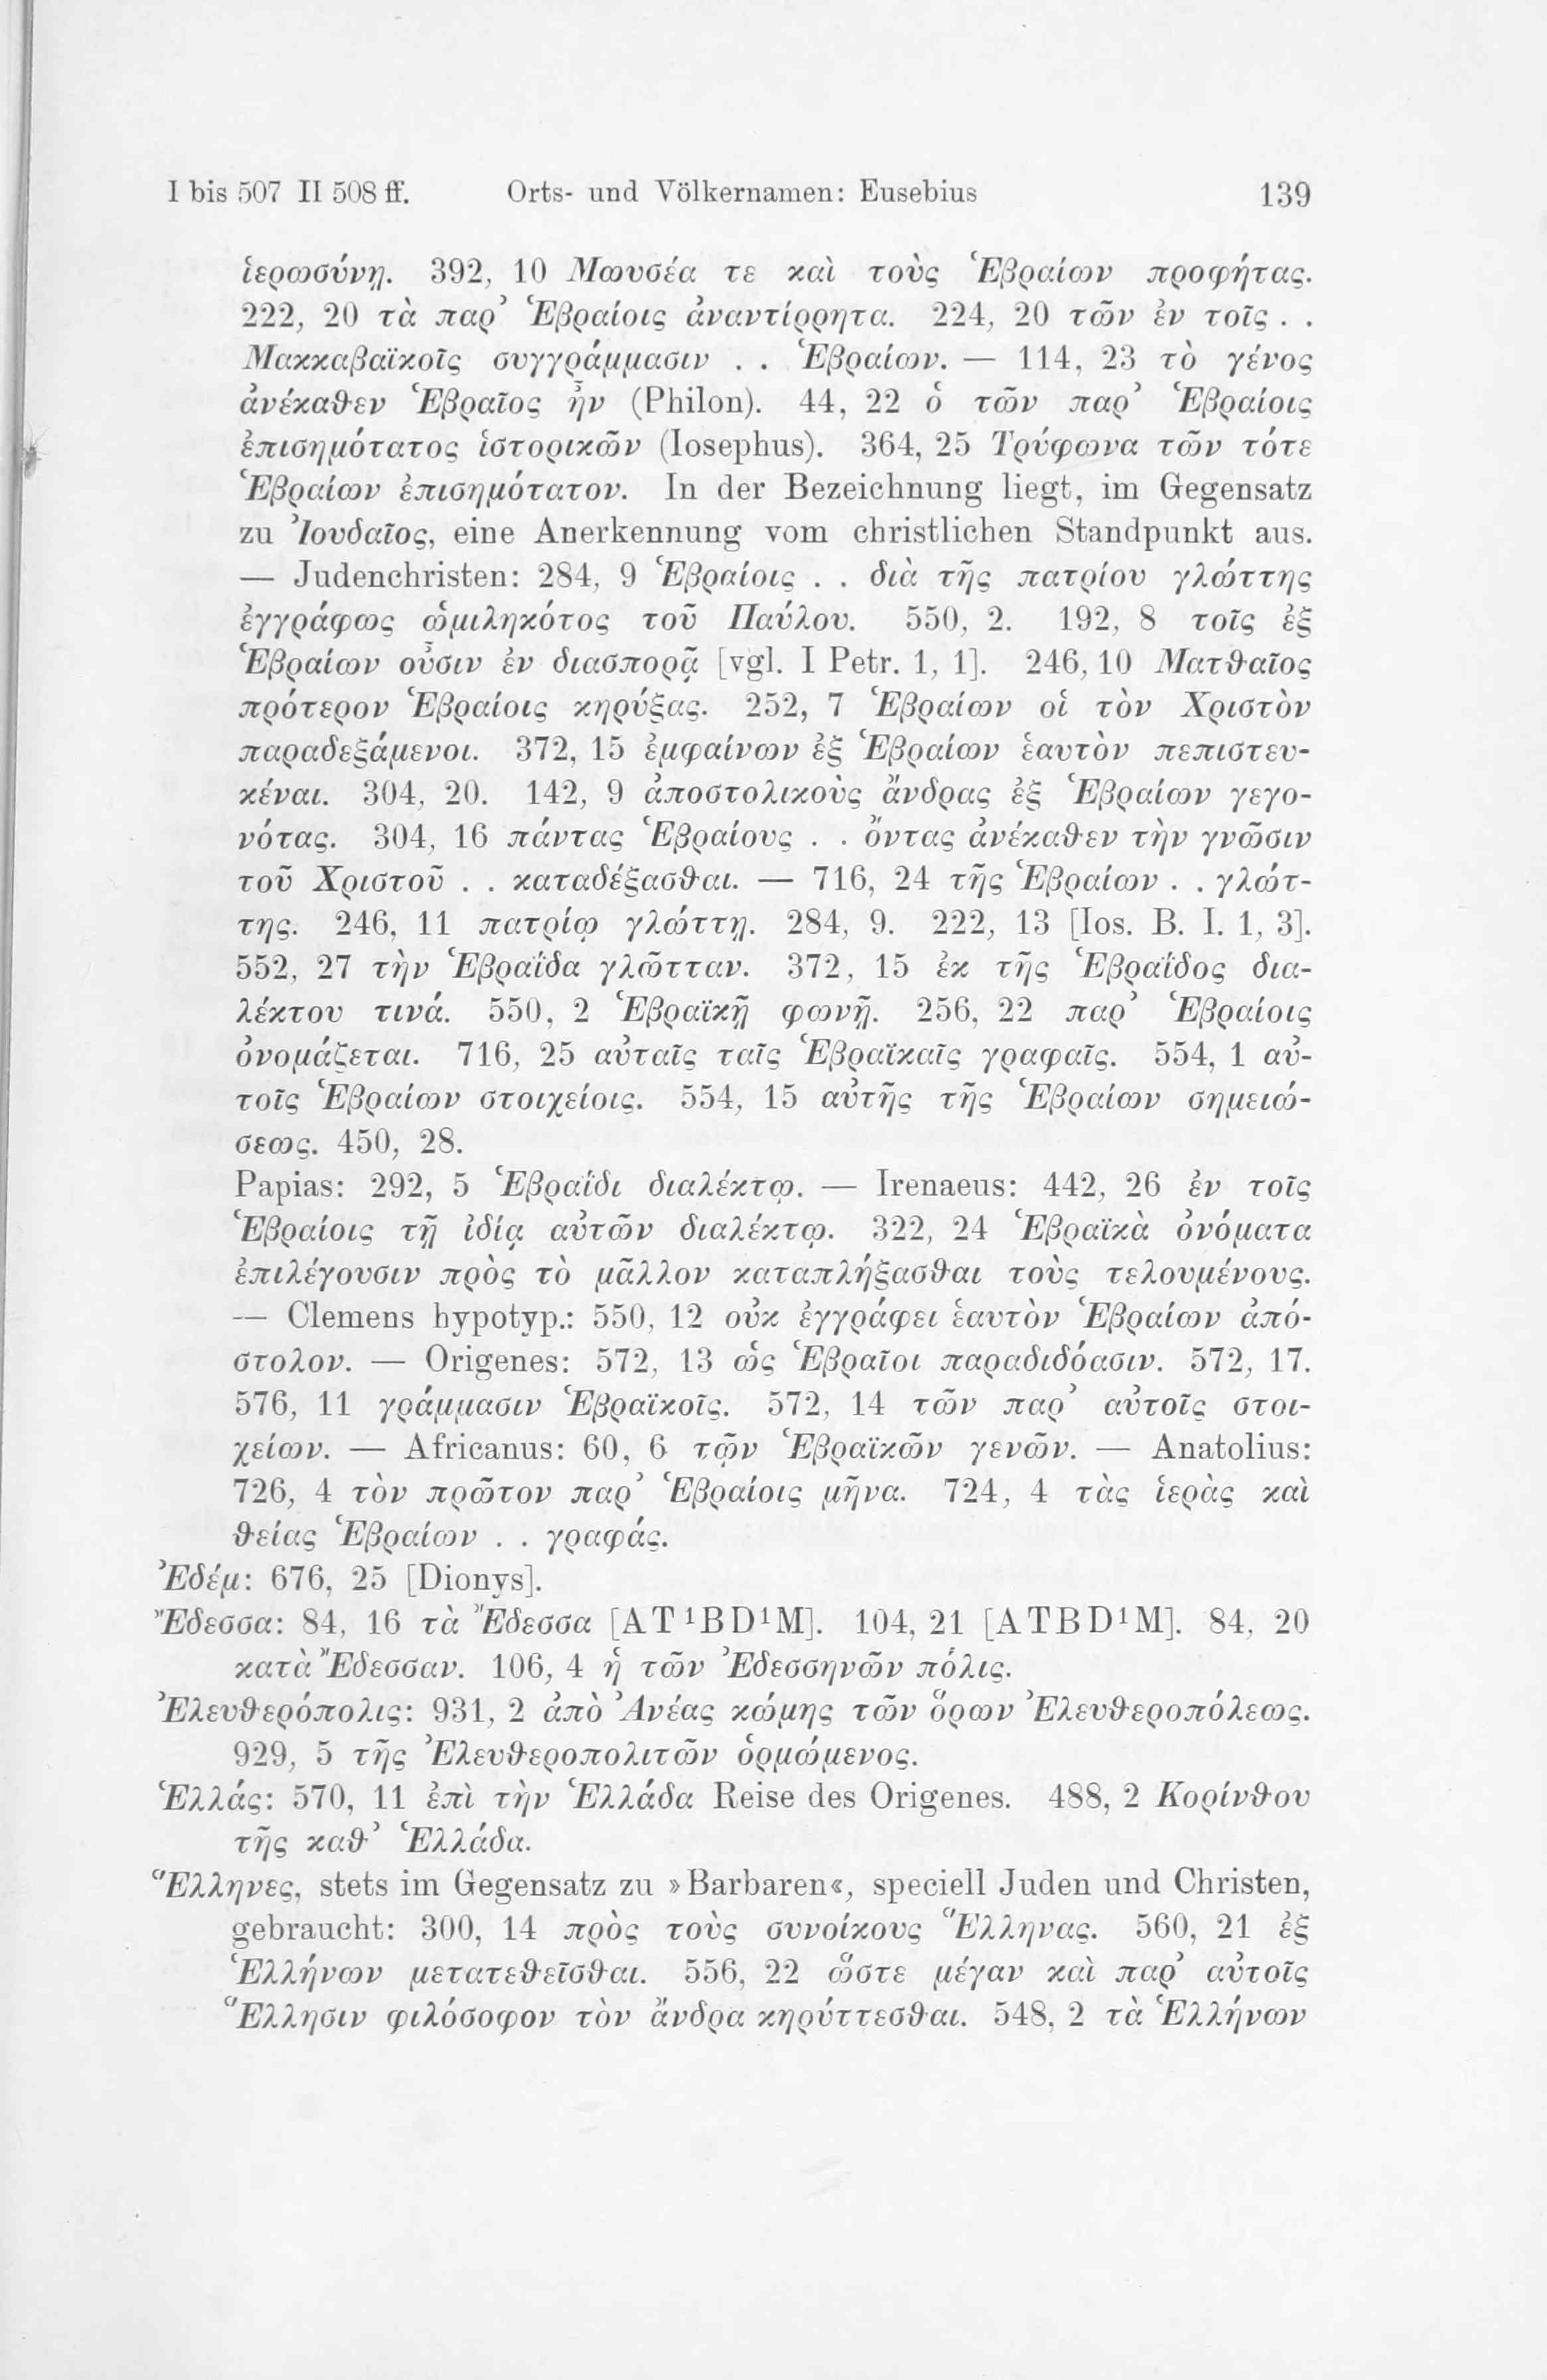 I bis 507 II 508 ff. Orts- und Völkernamen: Eusebius 139
ἱερωσύνη. 392, 10 Μωυσέα τε καὶ τοὺς Ἑβραίων προφήτας.
222, 20 τὰ παρ’ Ἑβραίοις ἀναντίρρητα. 224, 20 τῶν ἐν τοῖς . .
Μακκαβαϊκοῖς συγγράμμασιν . . Ἑβραίων. — 114, 23 τὸ γένος
ἀνέκαθεν Ἑβραῖος ἦν (Philon). 44, 22 ὁ τῶν παρ’ Ἑβραίοις
ἐπισημότατος ἱστορικῶν (Iosephus). 364, 25 Τρύφωνα τῶν τότε
Ἑβραίων ἐπισημότατον. In der Bezeichnung liegt, im Gegensatz
zu Ἰουδαῖος, eine Anerkennung vom christlichen Standpunkt aus.
— Judenchristen: 284, 9 Ἑβραίοις . . διὰ τῆς πατρίου γλώττης
ἐγγράφως ὡμιληκότος τοῦ Παύλου. 550, 2. 192, 8 τοῖς ἐξ
Ἑβραίων οὖσιν ἐν διασπορᾷ [vgl. I Petr. 1, 1]. 246, 10 Ματθαῖος
πρότερον Ἑβραίοις κηρύξας. 252, 7 Ἑβραίων οἱ τὸν Χριστὸν
παραδεξάμενοι. 372, 15 ἐμφαίνων ἐξ Ἑβραίων ἑαυτὸν πεπιστευ-
κέναι. 304, 20. 142, 9 ἀποστολικοὺς ἄνδρας ἐξ Ἑβραίων γεγο-
νότας. 304, 16 πάντας Ἑβραίους . . ὄντας ἀνέκαθεν τὴν γνῶσιν
τοῦ Χριστοῦ . . καταδέξασθαι. — 716, 24 τῆς Ἑβραίων . . γλώτ-
της. 246, 11 πατρίῳ γλώττῃ. 284, 9. 222, 13 [Ios. B. I. 1, 3].
552, 27 τὴν Ἑβραΐδα γλῶτταν. 372, 15 ἐκ τῆς Ἑβραΐδος δια-
λέκτου τινά. 550, 2 Ἑβραϊκῇ φωνῇ. 256, 22 παρ’ Ἑβραίοις
ὀνομάζεται. 716, 25 αὐταῖς ταῖς Ἑβραϊκαῖς γραφαῖς. 554, 1 αὐ-
τοῖς Ἑβραίων στοιχείοις. 554, 15 αὐτῆς τῆς Ἑβραίων σημειώ-
σεως. 450, 28.
Papias: 292, 5 Ἑβραΐδι διαλέκτῳ. — Irenaeus: 442, 26 ἐν τοῖς
Ἑβραίοις τῇ ἰδίᾳ αὐτῶν διαλέκτῳ. 322, 24 Ἑβραϊκὰ ὀνόματα
ἐπιλέγουσιν πρὸς τὸ μᾶλλον καταπλήξασθαι τοὺς τελουμένους.
— Clemens hypotyp.: 550, 12 οὐκ ἐγγράφει ἑαυτὸν Ἑβραίων ἀπό-
στολον. — Origenes: 572, 13 ὡς Ἑβραῖοι παραδιδόασιν. 572, 17.
576, 11 γράμμασιν Ἑβραϊκοῖς. 572, 14 τῶν παρ’ αὐτοῖς στοι-
χείων. — Africanus: 60, 6 τῶν Ἑβραϊκῶν γενῶν. — Anatolius:
726, 4 τὸν πρῶτον παρ’ Ἑβραίοις μῆνα. 724, 4 τὰς ἱερὰς καὶ
θείας Ἑβραίων . . γραφάς.
Ἐδέμ: 676, 25 [Dionys].
Ἔδεσσα: 84, 16 τὰ Ἔδεσσα [AT¹BD¹M]. 104, 21 [ATBD¹M]. 84, 20
κατὰ Ἔδεσσαν. 106, 4 ἡ τῶν Ἐδεσσηνῶν πόλις.
Ἐλευθερόπολις: 931, 2 ἀπὸ Ἀνέας κώμης τῶν ὅρων Ἐλευθεροπόλεως.
929, 5 τῆς Ἐλευθεροπολιτῶν ὁρμώμενος.
Ἑλλάς: 570, 11 ἐπὶ τὴν Ἑλλάδα Reise des Origenes. 488, 2 Κορίνθου
τῆς καθ’ Ἑλλάδα.
Ἕλληνες, stets im Gegensatz zu »Barbaren«, speciell Juden und Christen,
gebraucht: 300, 14 πρὸς τοὺς συνοίκους Ἕλληνας. 560, 21 ἐξ
Ἑλλήνων μετατεθεῖσθαι. 556, 22 ὥστε μέγαν καὶ παρ’ αὐτοῖς
Ἕλλησιν φιλόσοφον τὸν ἄνδρα κηρύττεσθαι. 548, 2 τὰ Ἑλλήνων